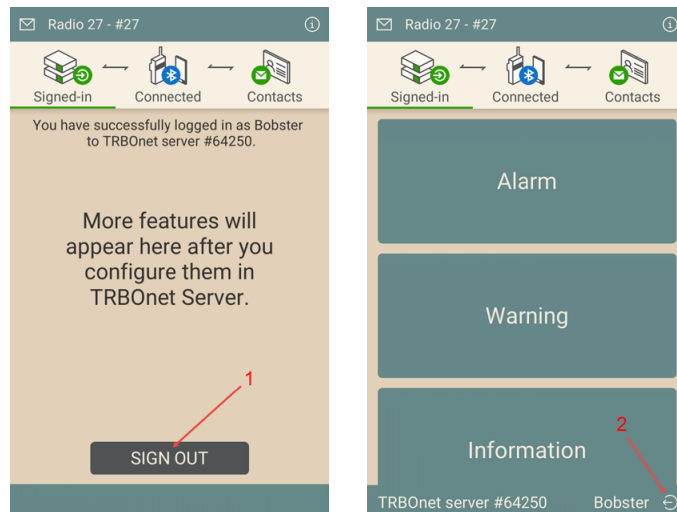 Radio 27 - #27
Signed-in
Connected
Contacts
You have successfully logged in as Bobster
to TRBOnet server #64250.
More features will
appear here after you
configure them in
TRBOnet Server.
1
SIGN OUT
Radio 27 - #27
Signed-in
Connected
Contacts
Alarm
Warning
2
Information
TRBOnet server #64250
Bobster